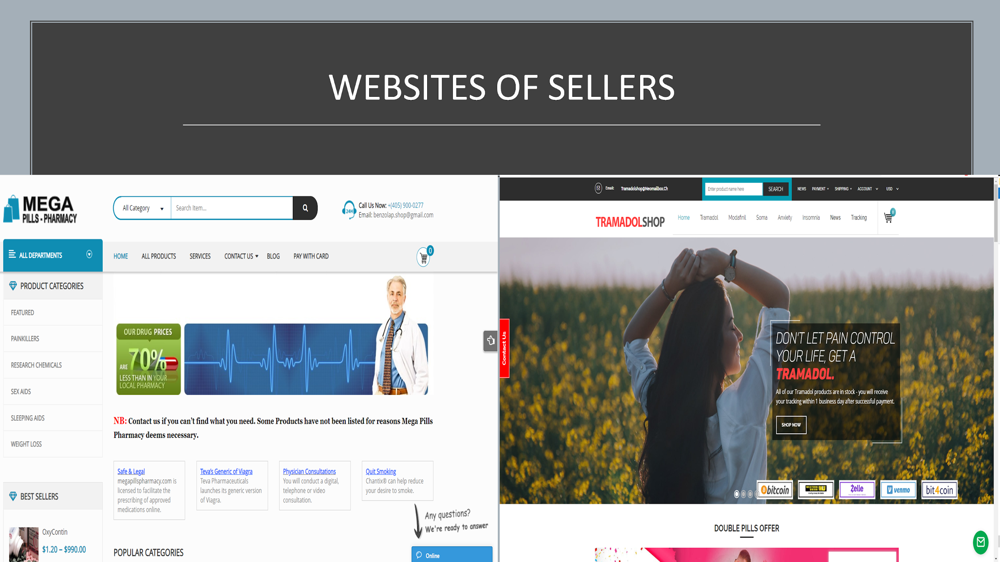 WEBSITES OF SELLERS
MEGA
PILLS - PHARMACY
All Category
Search Item...
24H
Call Us Now: +(405) 900-0277
Email: benzolap.shop@gmail.com
ALL DEPARTMENTS
HOME
ALL PRODUCTS
SERVICES
CONTACT US
BLOG
PAY WITH CARD
0
PRODUCT CATEGORIES
FEATURED
PAINKILLERS
RESEARCH CHEMICALS
SEX AIDS
SLEEPING AIDS
WEIGHT LOSS
BEST SELLERS
OxyContin
$1.20 – $990.00
OUR DRUG PRICES
ARE 70%
LESS THAN IN YOUR
LOCAL PHARMACY
NB: Contact us if you can't find what you need. Some Products have not been listed for reasons Mega Pills
Pharmacy deems necessary.
Safe & Legal
megapillspharmacy.com is
licensed to facilitate the
prescribing of approved
medications online.
Teva's Generic of Viagra
Teva Pharmaceuticals
launches its generic version
of Viagra.
Physician Consultations
You will conduct a digital,
telephone or video
consultation.
Quit Smoking
Chantix® can help reduce
your desire to smoke.
Any questions?
We're ready to answer
POPULAR CATEGORIES
Online
Email: Tramadolshop@Neomailbox.Ch
Enter product name here
SEARCH
NEWS
PAYMENT
SHIPPING
ACCOUNT
USD
TRAMADOLSHOP
Home
Tramadol
Modafinil
Soma
Anxiety
Insomnia
News
Tracking
0
Contact Us
DON'T LET PAIN CONTROL
YOUR LIFE, GET A
TRAMADOL.
All of our Tramadol products are in stock - you will receive
your tracking within 1 business day after successful payment.
SHOP NOW
bitcoin
WESTERN UNION WU
Zelle
venmo
bit4coin
DOUBLE PILLS OFFER